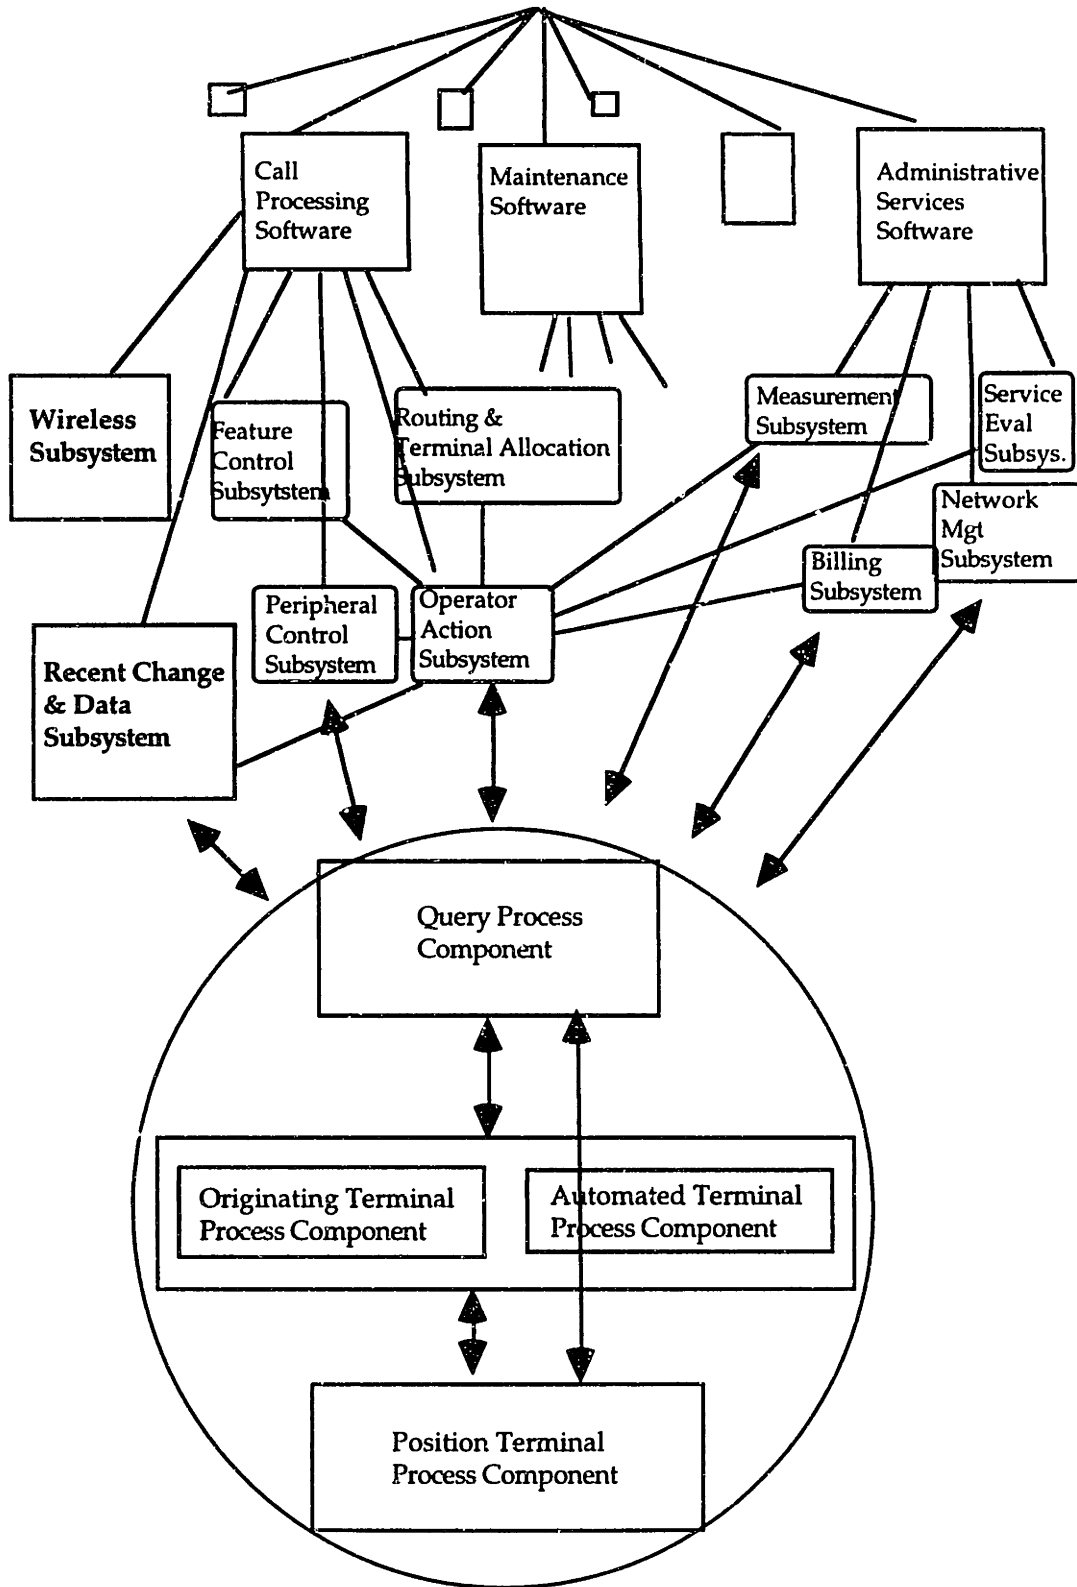 Call
Processing
Software
Maintenance
Software
Administrative
Services
Software
Wireless
Subsystem
Feature
Control
Subsytstem
Routing &
Terminal Allocation
Subsystem
Measurement
Subsystem
Service
Eval
Subsys.
Network
Mgt
Subsystem
Billing
Subsystem
Peripheral
Control
Subsystem
Operator
Action
Subsystem
Recent Change
& Data
Subsystem
Query Process
Component
Originating Terminal
Process Component
Automated Terminal
Process Component
Position Terminal
Process Component